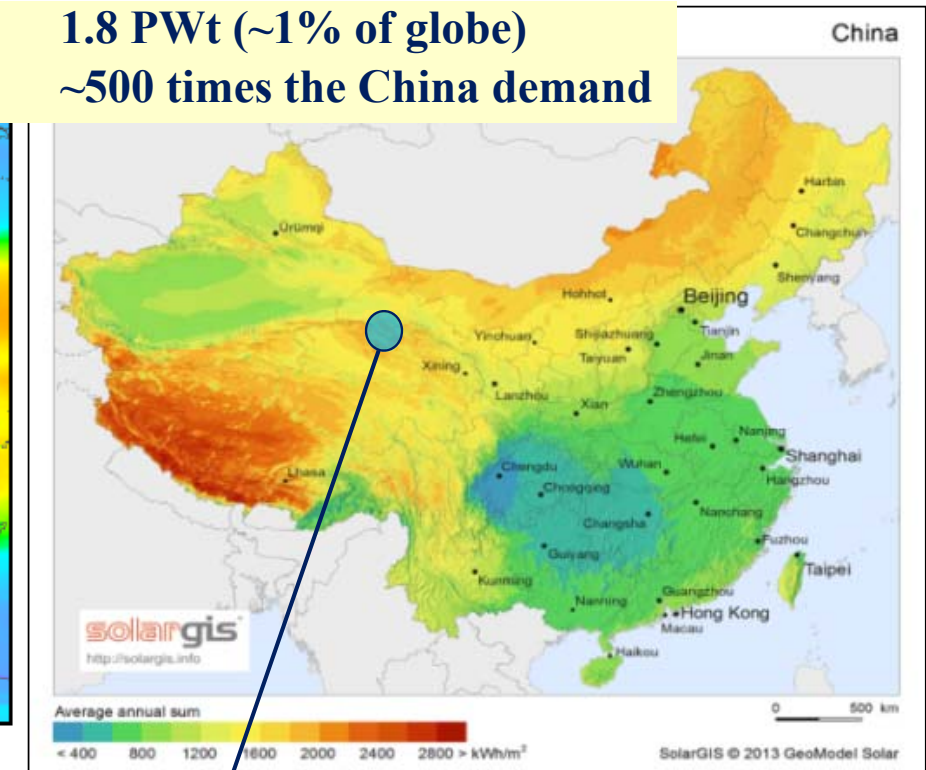 1.8 PWt (~1% of globe)
~500 times the China demand
China
Harbin
Ürümqi
Changchun
Shenyang
Hohhot
Beijing
Yinchuan
Shijiazhuang
Tianjin
Taiyuan
Jinan
Xining
Lanzhou
Zhengzhou
Xian
Nanjing
Hefei
Shanghai
Chengdu
Wuhan
Hangzhou
Lhasa
Chongqing
Nanchang
Changsha
Guiyang
Fuzhou
Taipei
Kunming
Guangzhou
Nanning
Hong Kong
Macau
solargis
http://solargis.info
Haikou
Average annual sum
0 500 km
< 400 800 1200 1600 2000 2400 2800 > kWh/m²
SolarGIS © 2013 GeoModel Solar